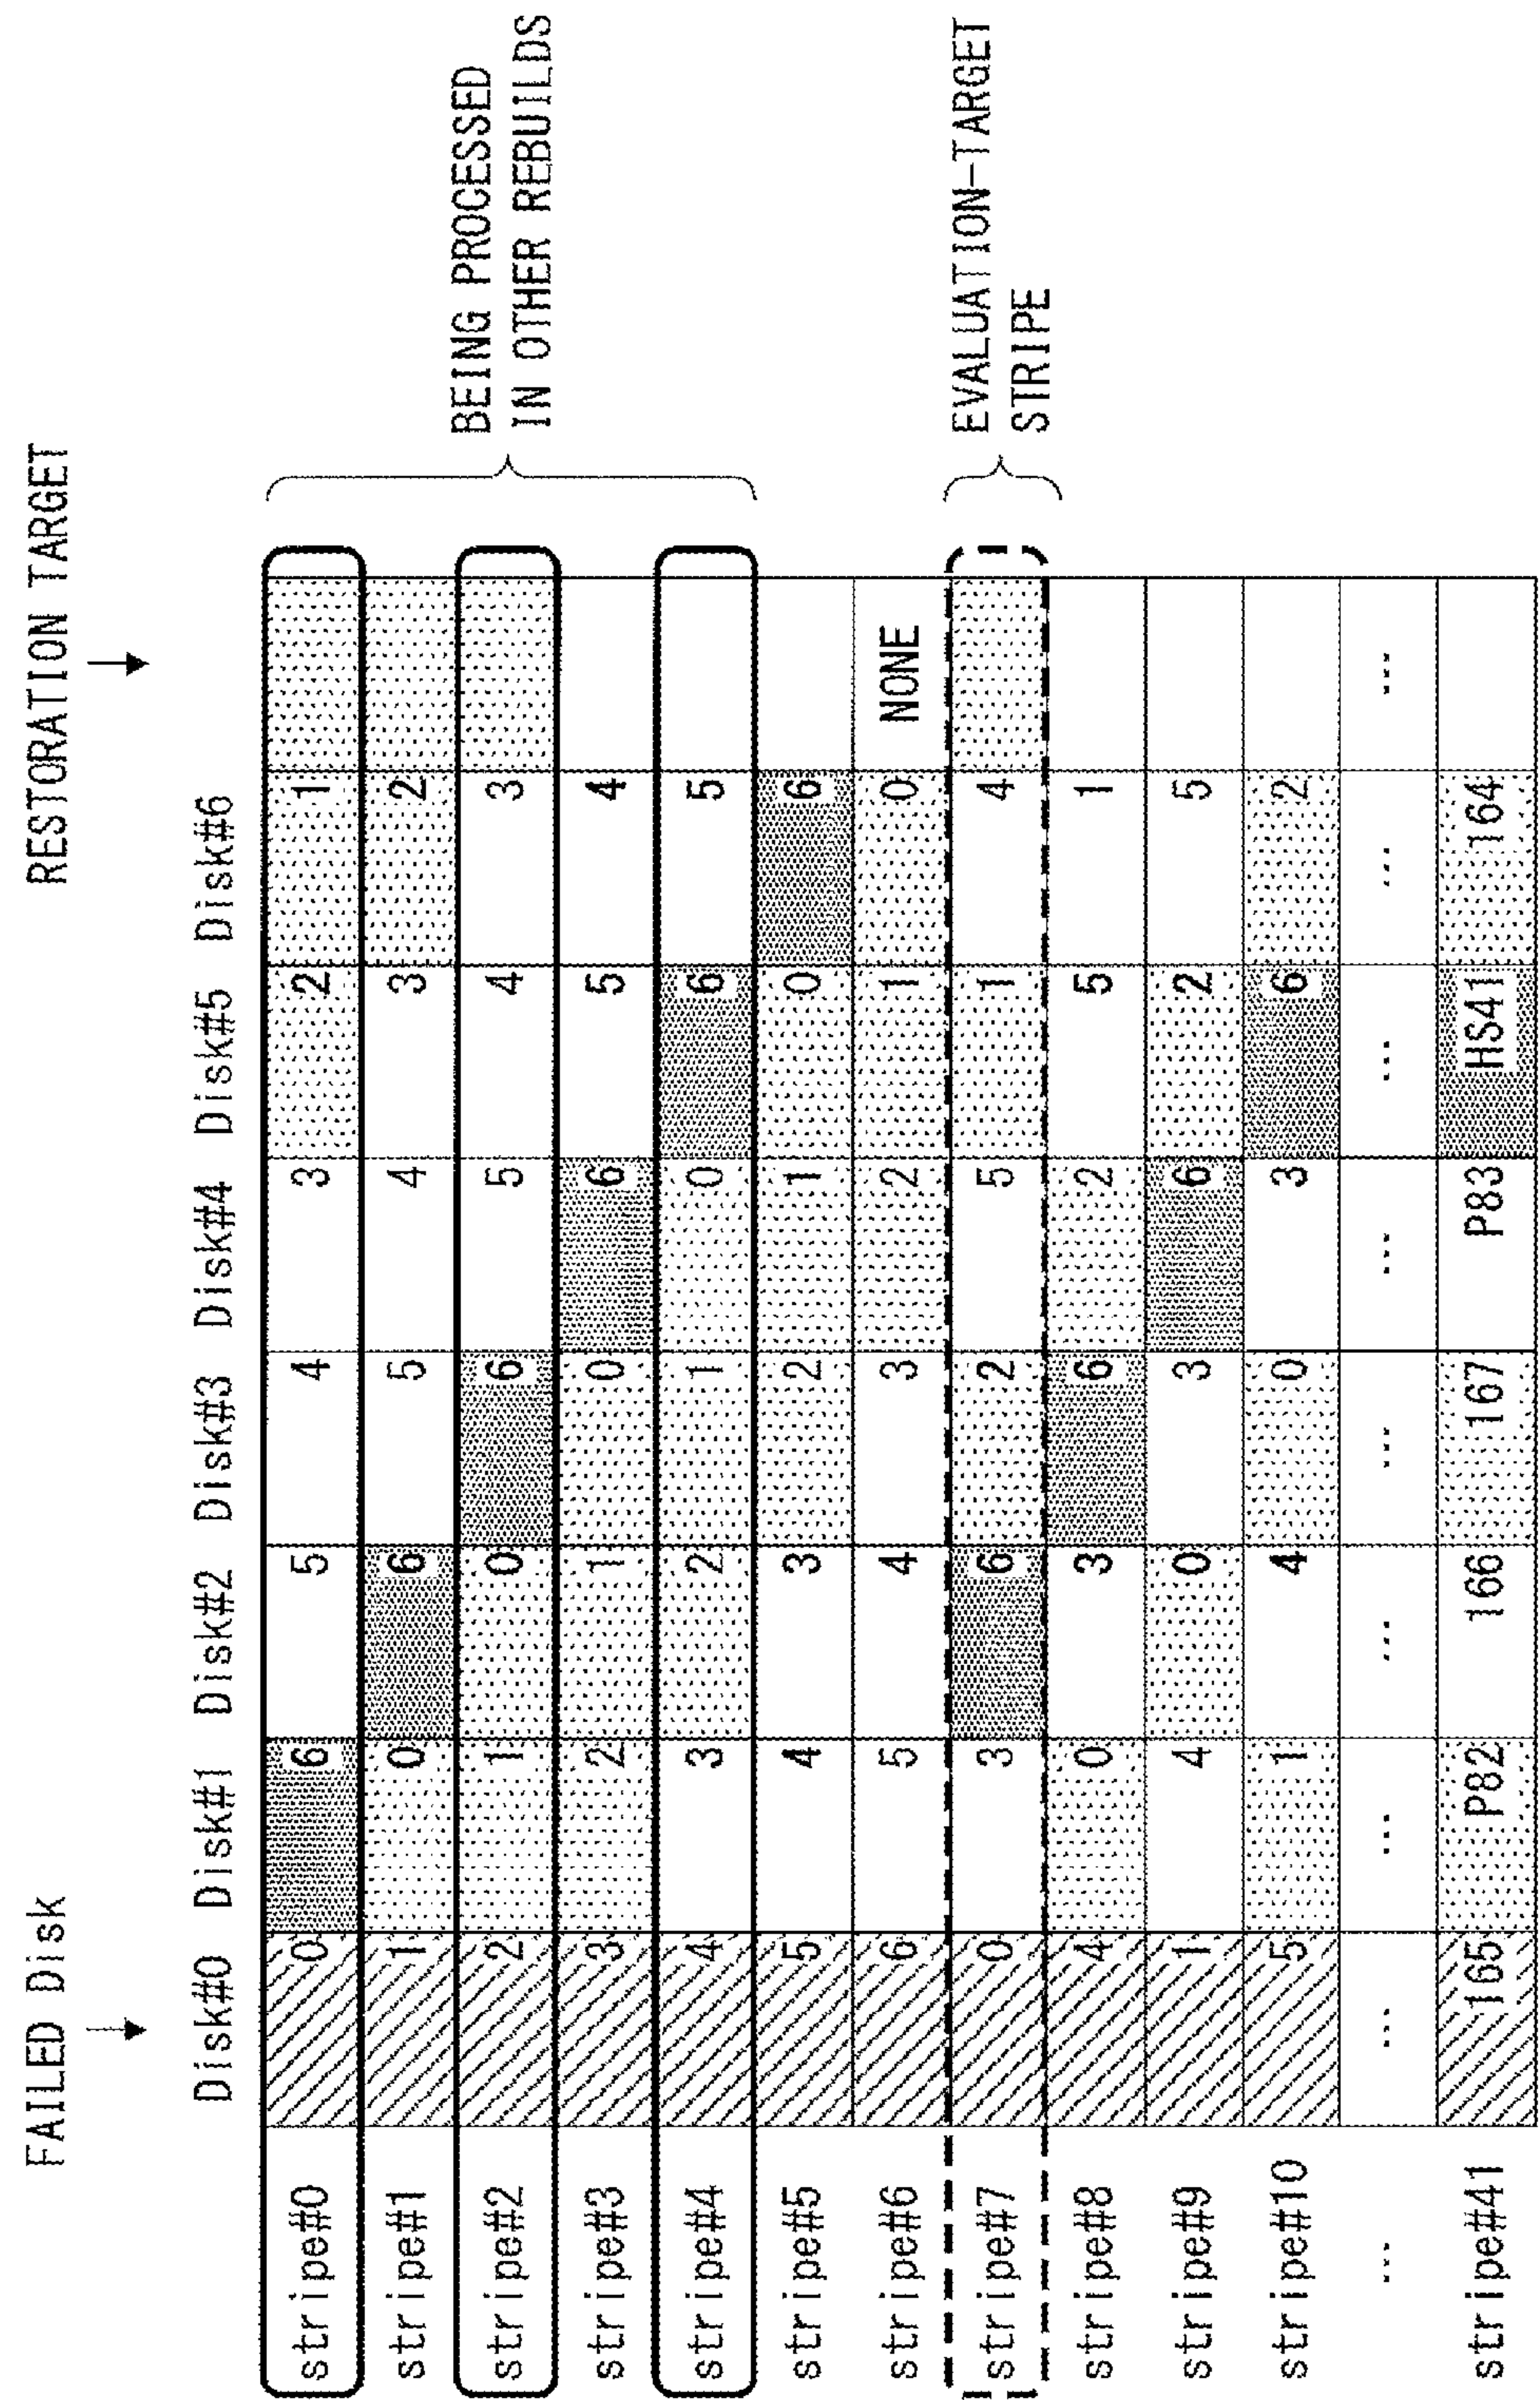 FAILED Disk
RESTORATION TARGET
Disk#0 Disk#1 Disk#2 Disk#3 Disk#4 Disk#5 Disk#6
stripe#0 0 6 5 4 3 2 1
stripe#1 1 0 6 5 4 3 2
stripe#2 2 1 0 6 5 4 3
stripe#3 3 2 1 0 6 5 4
stripe#4 4 3 2 1 0 6 5
stripe#5 5 4 3 2 1 0 6
stripe#6 6 5 4 3 2 1 0 NONE
stripe#7 0 3 6 2 5 1 4
stripe#8 4 0 3 6 2 5 1
stripe#9 1 4 0 3 6 2 5
stripe#10 5 1 4 0 3 6 2
... ... ... ... ... ... ... ... ...
stripe#41 165 P82 166 167 P83 HS41 164
BEING PROCESSED
IN OTHER REBUILDS
EVALUATION-TARGET
STRIPE